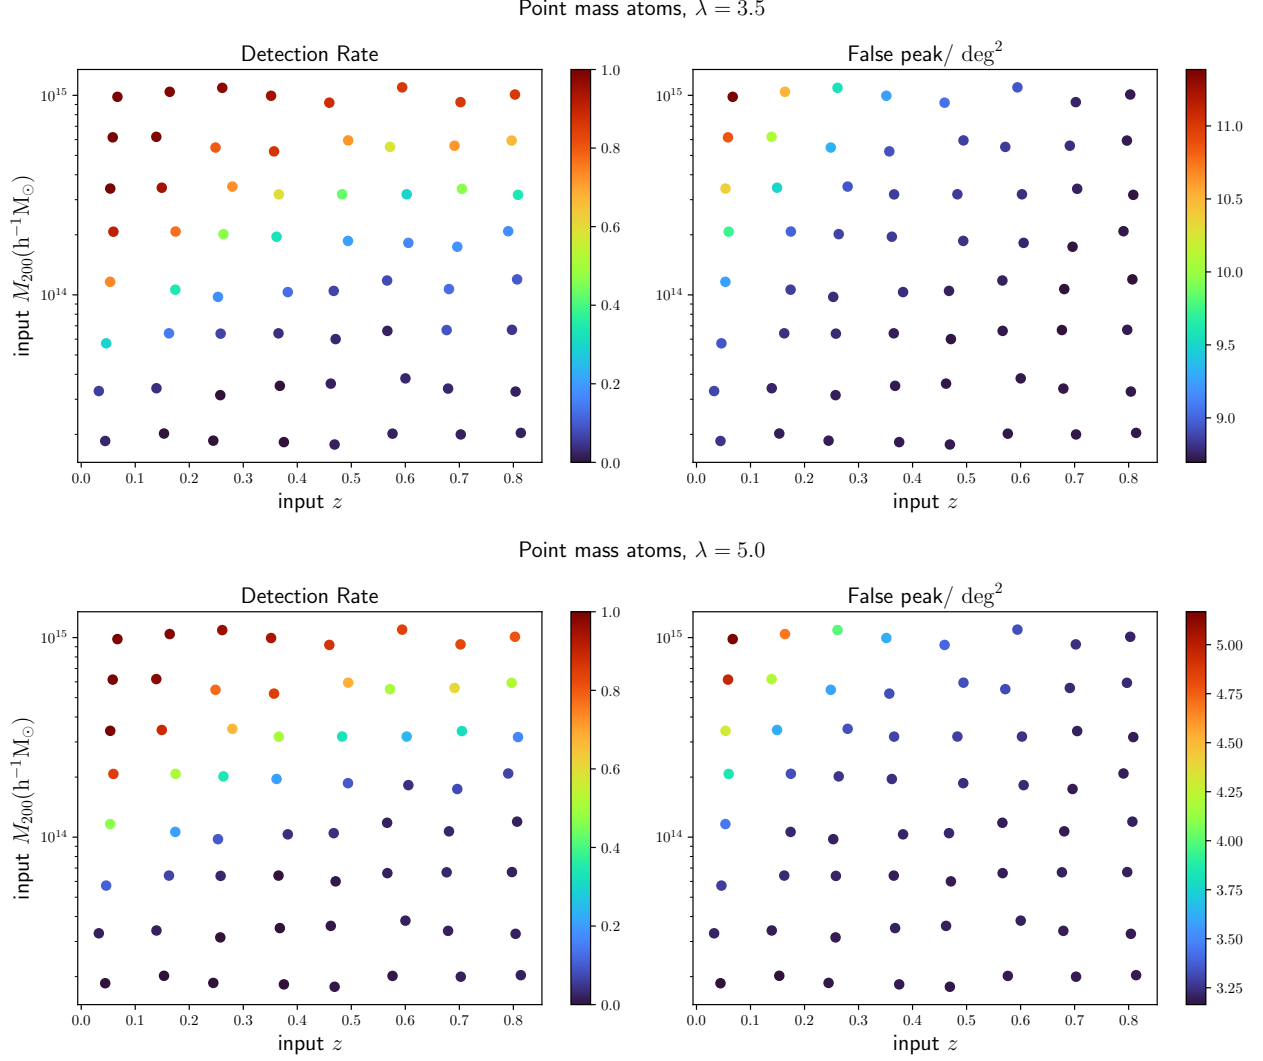 Point mass atoms, λ = 3.5
Detection Rate
False peak/ deg²
input M₂₀₀(h⁻¹M⊙)
10¹⁵
10¹⁴
0.0 0.1 0.2 0.3 0.4 0.5 0.6 0.7 0.8
input z
1.0
0.8
0.6
0.4
0.2
0.0
0.0 0.1 0.2 0.3 0.4 0.5 0.6 0.7 0.8
input z
11.0
10.5
10.0
9.5
9.0
Point mass atoms, λ = 5.0
Detection Rate
False peak/ deg²
input M₂₀₀(h⁻¹M⊙)
10¹⁵
10¹⁴
0.0 0.1 0.2 0.3 0.4 0.5 0.6 0.7 0.8
input z
1.0
0.8
0.6
0.4
0.2
0.0
0.0 0.1 0.2 0.3 0.4 0.5 0.6 0.7 0.8
input z
5.00
4.75
4.50
4.25
4.00
3.75
3.50
3.25